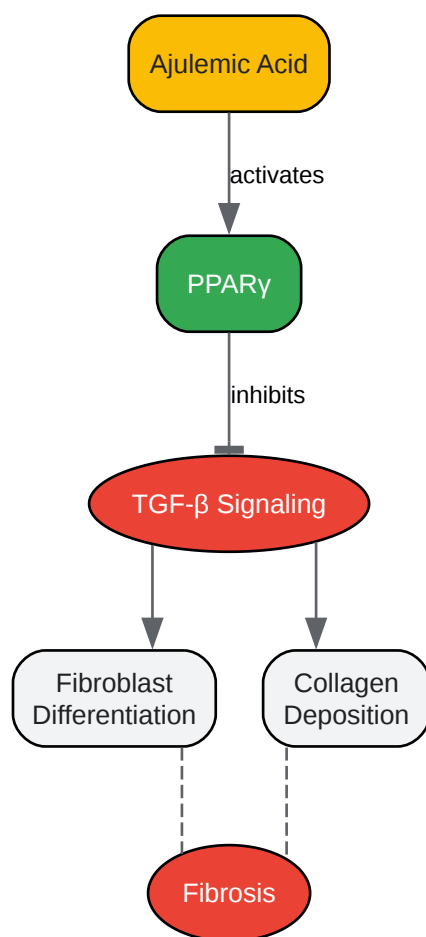 Ajulemic Acid
activates
PPARγ
inhibits
TGF-β Signaling
Fibroblast
Differentiation
Collagen
Deposition
Fibrosis